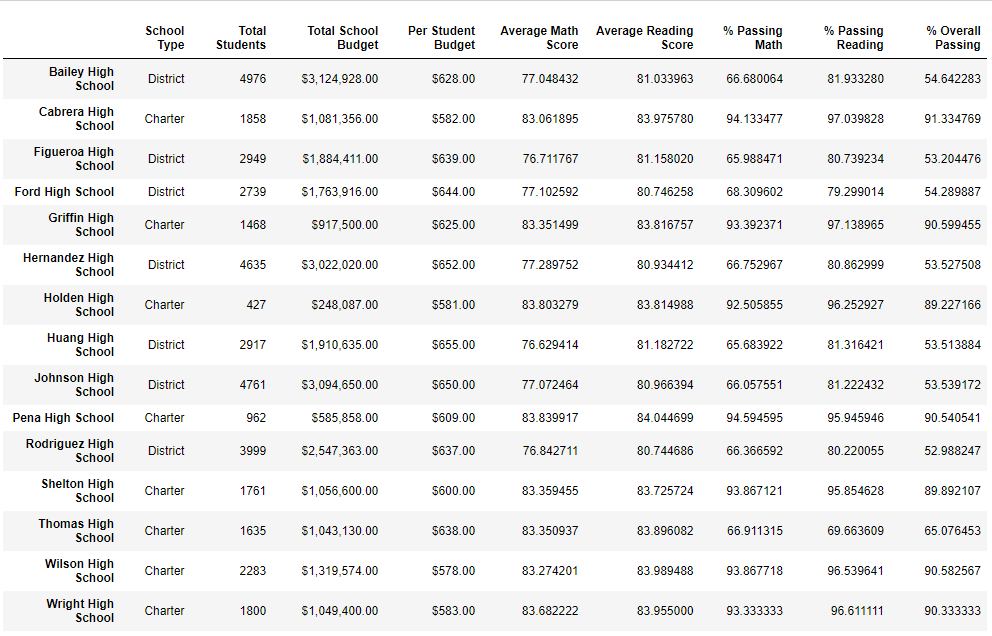 School Type Total Students Total School Budget Per Student Budget Average Math Score Average Reading Score % Passing Math % Passing Reading % Overall Passing
Bailey High School District 4976 $3,124,928.00 $628.00 77.048432 81.033963 66.680064 81.933280 54.642283
Cabrera High School Charter 1858 $1,081,356.00 $582.00 83.061895 83.975780 94.133477 97.039828 91.334769
Figueroa High School District 2949 $1,884,411.00 $639.00 76.711767 81.158020 65.988471 80.739234 53.204476
Ford High School District 2739 $1,763,916.00 $644.00 77.102592 80.746258 68.309602 79.299014 54.289887
Griffin High School Charter 1468 $917,500.00 $625.00 83.351499 83.816757 93.392371 97.138965 90.599455
Hernandez High School District 4635 $3,022,020.00 $652.00 77.289752 80.934412 66.752967 80.862999 53.527508
Holden High School Charter 427 $248,087.00 $581.00 83.803279 83.814988 92.505855 96.252927 89.227166
Huang High School District 2917 $1,910,635.00 $655.00 76.629414 81.182722 65.683922 81.316421 53.513884
Johnson High School District 4761 $3,094,650.00 $650.00 77.072464 80.966394 66.057551 81.222432 53.539172
Pena High School Charter 962 $585,858.00 $609.00 83.839917 84.044699 94.594595 95.945946 90.540541
Rodriguez High School District 3999 $2,547,363.00 $637.00 76.842711 80.744686 66.366592 80.220055 52.988247
Shelton High School Charter 1761 $1,056,600.00 $600.00 83.359455 83.725724 93.867121 95.854628 89.892107
Thomas High School Charter 1635 $1,043,130.00 $638.00 83.350937 83.896082 66.911315 69.663609 65.076453
Wilson High School Charter 2283 $1,319,574.00 $578.00 83.274201 83.989488 93.867718 96.539641 90.582567
Wright High School Charter 1800 $1,049,400.00 $583.00 83.682222 83.955000 93.333333 96.611111 90.333333